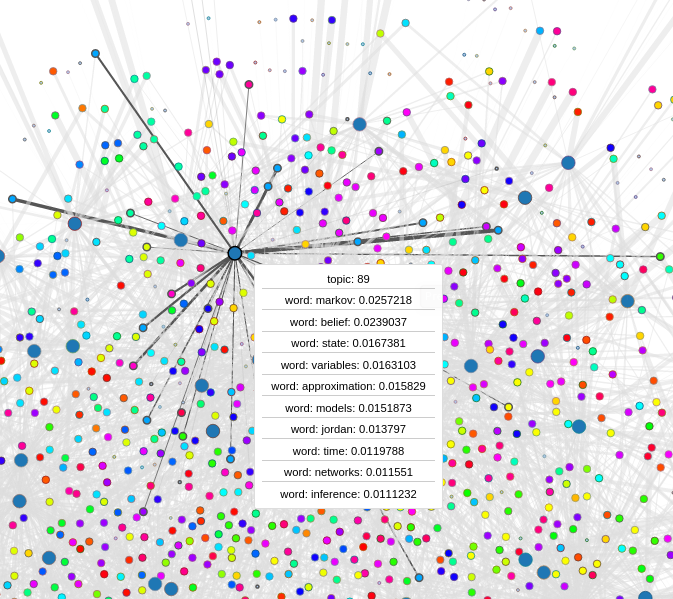 topic: 89
word: markov: 0.0257218
word: belief: 0.0239037
word: state: 0.0167381
word: variables: 0.0163103
word: approximation: 0.015829
word: models: 0.0151873
word: jordan: 0.013797
word: time: 0.0119788
word: networks: 0.011551
word: inference: 0.0111232